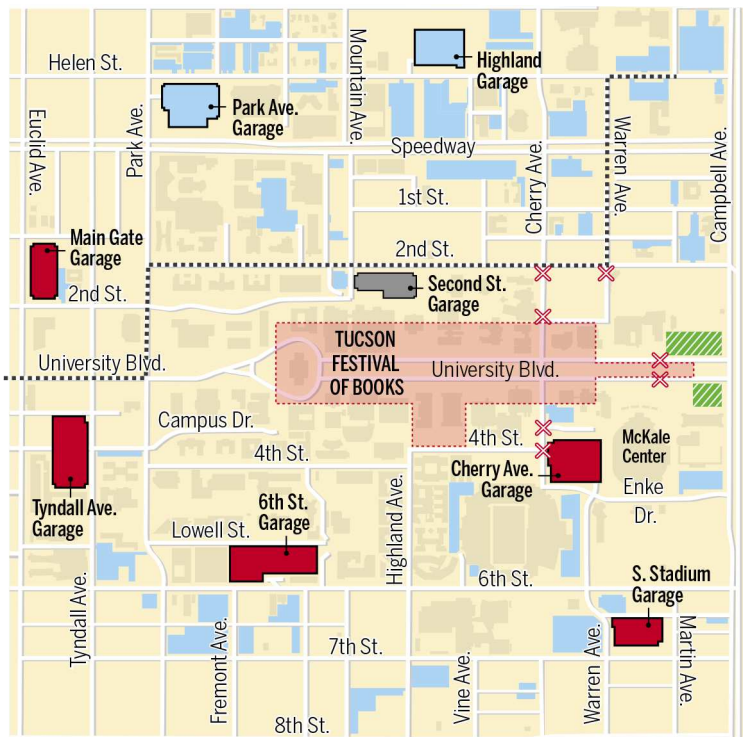 Helen St.
Mountain Ave.
Highland
Garage
Park Ave.
Garage
Euclid Ave.
Park Ave.
Speedway
Cherry Ave.
Warren Ave.
Campbell Ave.
1st St.
Main Gate
Garage
2nd St.
2nd St.
Second St.
Garage
TUCSON
FESTIVAL
OF BOOKS
University Blvd.
University Blvd.
Campus Dr.
4th St.
4th St.
McKale
Center
Cherry Ave.
Garage
Enke
Dr.
Tyndall Ave.
Garage
6th St.
Garage
Highland Ave.
Lowell St.
6th St.
S. Stadium
Garage
Tyndall Ave.
Fremont Ave.
7th St.
Vine Ave.
Warren Ave.
Martin Ave.
8th St.